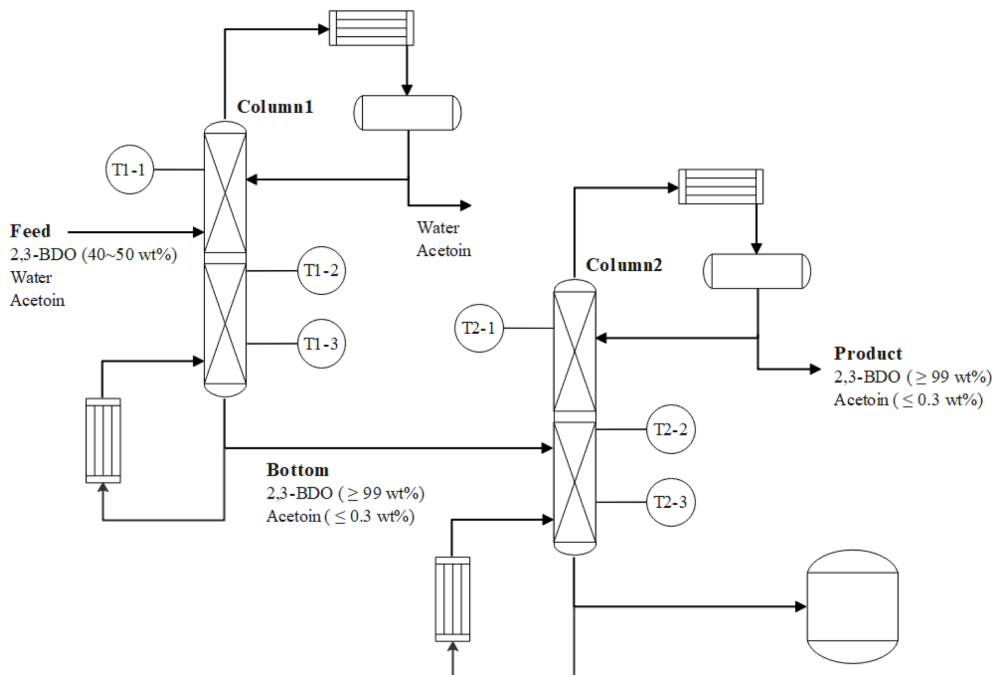 Column1
T1-1
Feed
2,3-BDO (40~50 wt%)
Water
Acetoin
T1-2
T1-3
Water
Acetoin
Bottom
2,3-BDO ( ≥ 99 wt%)
Acetoin ( ≤ 0.3 wt%)
Column2
T2-1
T2-2
T2-3
Product
2,3-BDO ( ≥ 99 wt%)
Acetoin ( ≤ 0.3 wt%)